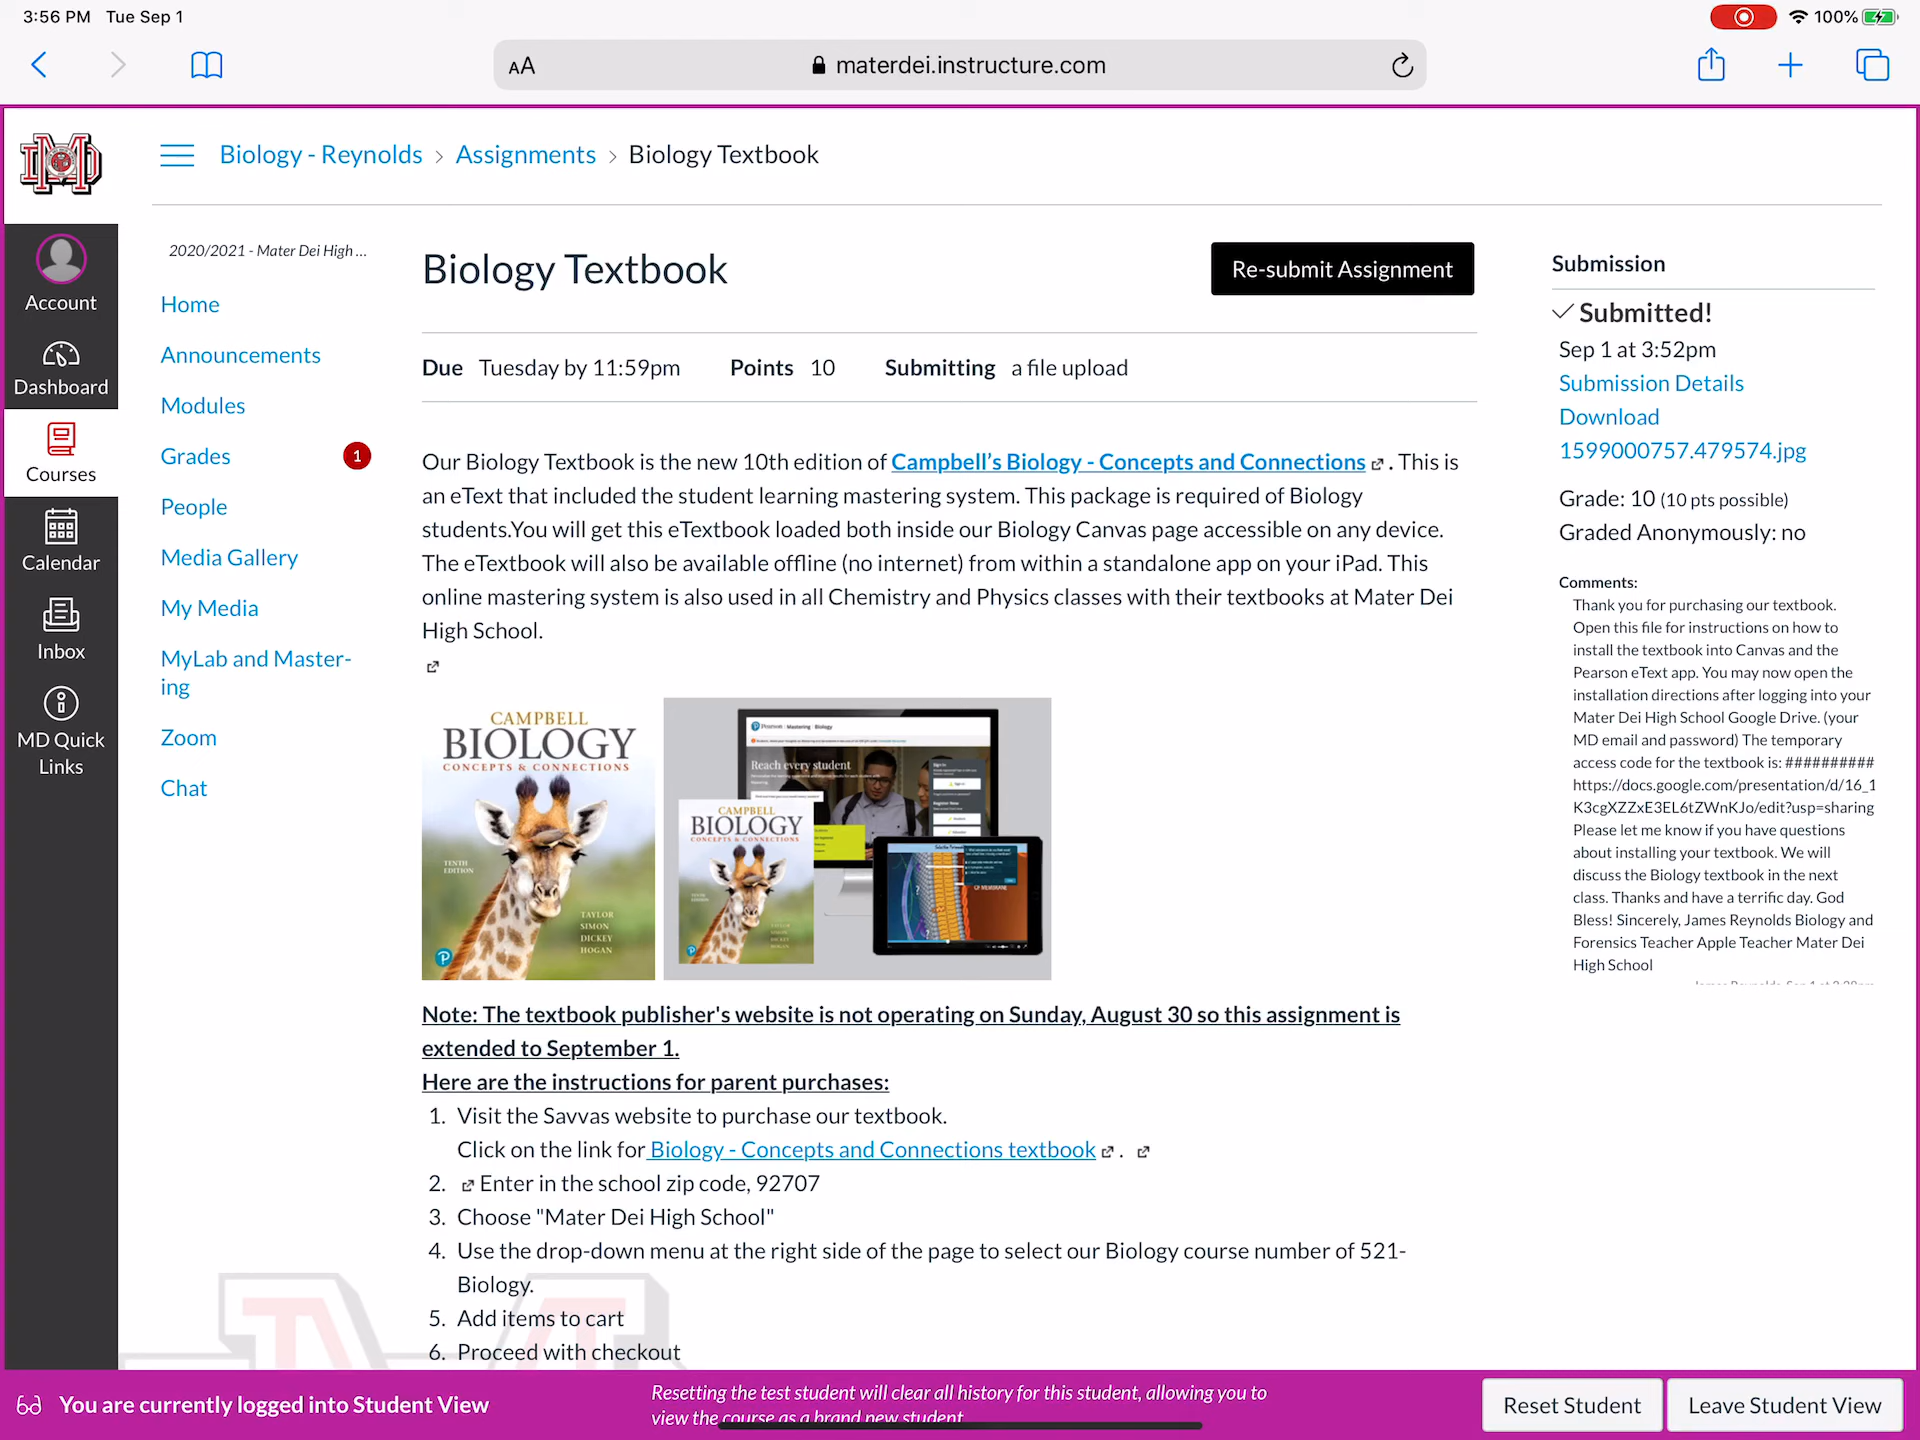 3:56 PM Tue Sep 1
100%
AA
materdei.instructure.com
Biology - Reynolds > Assignments > Biology Textbook
Account
Dashboard
Courses
Calendar
Inbox
MD Quick
Links
2020/2021 - Mater Dei High ...
Home
Announcements
Modules
Grades 1
People
Media Gallery
My Media
MyLab and Master-
ing
Zoom
Chat
Biology Textbook
Re-submit Assignment
Due Tuesday by 11:59pm Points 10 Submitting a file upload
Our Biology Textbook is the new 10th edition of Campbell's Biology - Concepts and Connections . This is
an eText that included the student learning mastering system. This package is required of Biology
students.You will get this eTextbook loaded both inside our Biology Canvas page accessible on any device.
The eTextbook will also be available offline (no internet) from within a standalone app on your iPad. This
online mastering system is also used in all Chemistry and Physics classes with their textbooks at Mater Dei
High School.
CAMPBELL
BIOLOGY
CONCEPTS & CONNECTIONS
TENTH
EDITION
TAYLOR
SIMON
DICKEY
HOGAN
P
Reach every student
CAMPBELL
BIOLOGY
CONCEPTS & CONNECTIONS
Note: The textbook publisher's website is not operating on Sunday, August 30 so this assignment is
extended to September 1.
Here are the instructions for parent purchases:
1. Visit the Savvas website to purchase our textbook.
Click on the link for Biology - Concepts and Connections textbook .
2. Enter in the school zip code, 92707
3. Choose "Mater Dei High School"
4. Use the drop-down menu at the right side of the page to select our Biology course number of 521-
Biology.
5. Add items to cart
6. Proceed with checkout
Submission
Submitted!
Sep 1 at 3:52pm
Submission Details
Download
1599000757.479574.jpg
Grade: 10 (10 pts possible)
Graded Anonymously: no
Comments:
Thank you for purchasing our textbook.
Open this file for instructions on how to
install the textbook into Canvas and the
Pearson eText app. You may now open the
installation directions after logging into your
Mater Dei High School Google Drive. (your
MD email and password) The temporary
access code for the textbook is: ##########
https://docs.google.com/presentation/d/16_1
K3cgXZZxE3EL6tZWnKJo/edit?usp=sharing
Please let me know if you have questions
about installing your textbook. We will
discuss the Biology textbook in the next
class. Thanks and have a terrific day. God
Bless! Sincerely, James Reynolds Biology and
Forensics Teacher Apple Teacher Mater Dei
High School
You are currently logged into Student View
Resetting the test student will clear all history for this student, allowing you to
view the course as a brand new student
Reset Student
Leave Student View